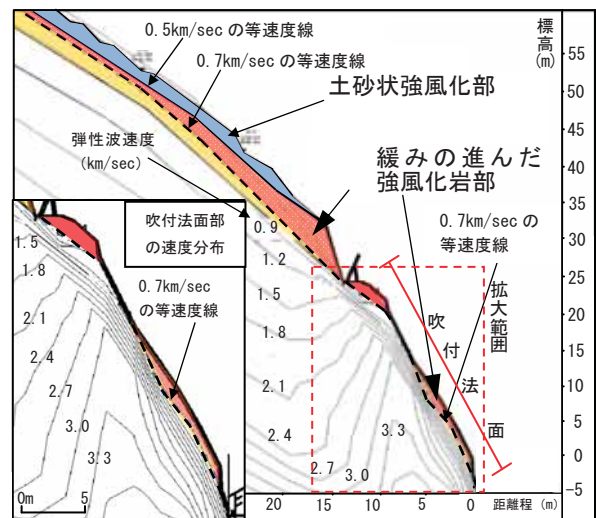 0.5km/sec の等速度線
0.7km/sec の等速度線
土砂状強風化部
標高
(m)
弾性波速度
(km/sec)
緩みの進んだ
強風化岩部
0.7km/sec の
等速度線
吹付法面部
の速度分布
0.7km/sec
の等速度線
拡大範囲
吹付法面
0.9
1.2
1.5
1.8
2.1
2.4
2.7
3.0
3.3
1.5
1.8
2.1
2.4
2.7
3.0
3.3
0m 5
55
50
45
40
35
30
25
20
15
10
5
0
−5
20 15 10 5 0 距離程 (m)